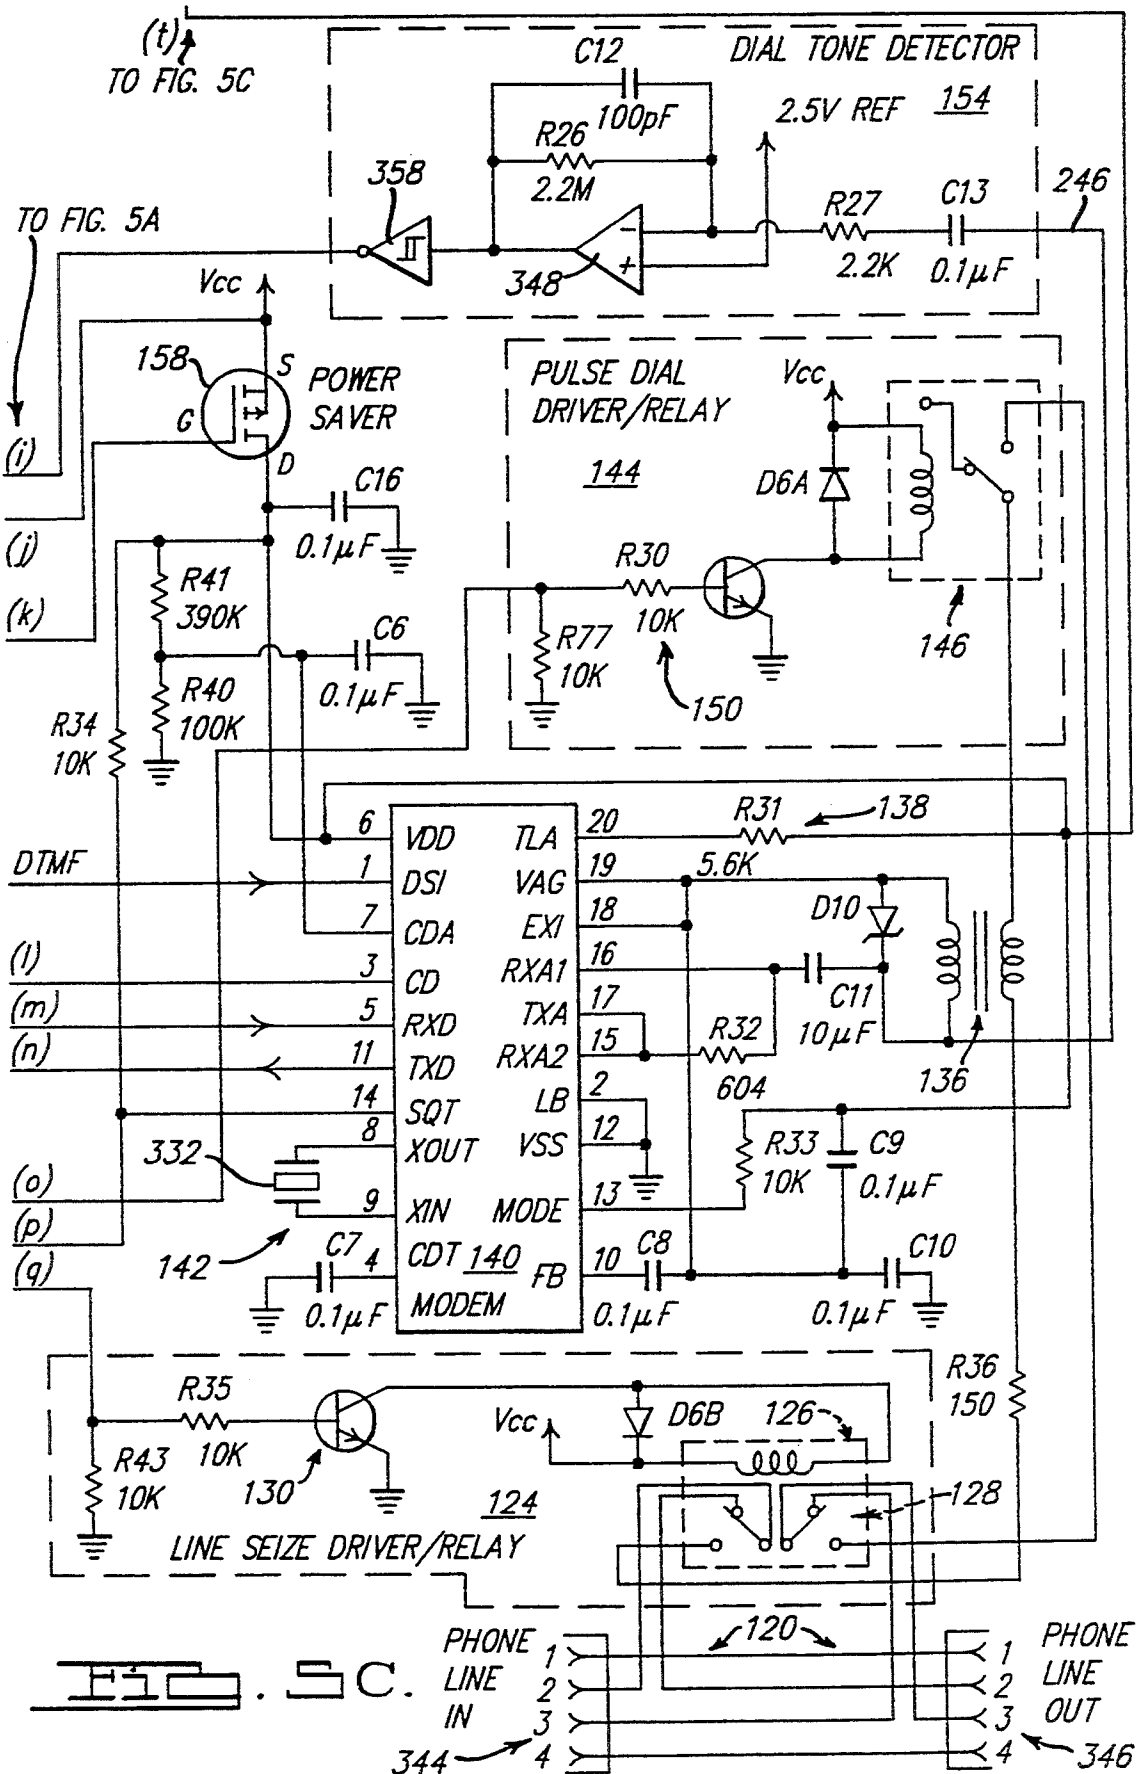 (t)
TO FIG. 5C
DIAL TONE DETECTOR
154
C12
100pF
2.5V REF
R26
2.2M
358
348
R27
2.2K
C13
0.1μF
246
TO FIG. 5A
Vcc
158
S
G
D
POWER
SAVER
(i)
(j)
(k)
C16
0.1μF
R41
390K
C6
0.1μF
R40
100K
R34
10K
PULSE DIAL
DRIVER/RELAY
144
Vcc
D6A
R30
10K
R77
10K
150
146
6 VDD
DTMF
1 DSI
7 CDA
(l)
3 CD
(m)
5 RXD
(n)
11 TXD
14 SQT
8 XOUT
332
9 XIN
142
(o)
(p)
(q)
C7
0.1μF
4 CDT
140
MODEM
TLA 20
R31
5.6K
138
VAG 19
EXI 18
D10
RXA1 16
C11
10μF
TXA 17
RXA2 15
R32
604
136
LB 2
VSS 12
R33
10K
C9
0.1μF
MODE 13
FB 10
C8
0.1μF
C10
0.1μF
R36
150
R35
10K
R43
10K
130
Vcc
D6B
126
128
124
LINE SEIZE DRIVER/RELAY
120
PHONE
LINE
IN
1
2
3
4
344
1
2
3
4
PHONE
LINE
OUT
346
FIG. 5C.